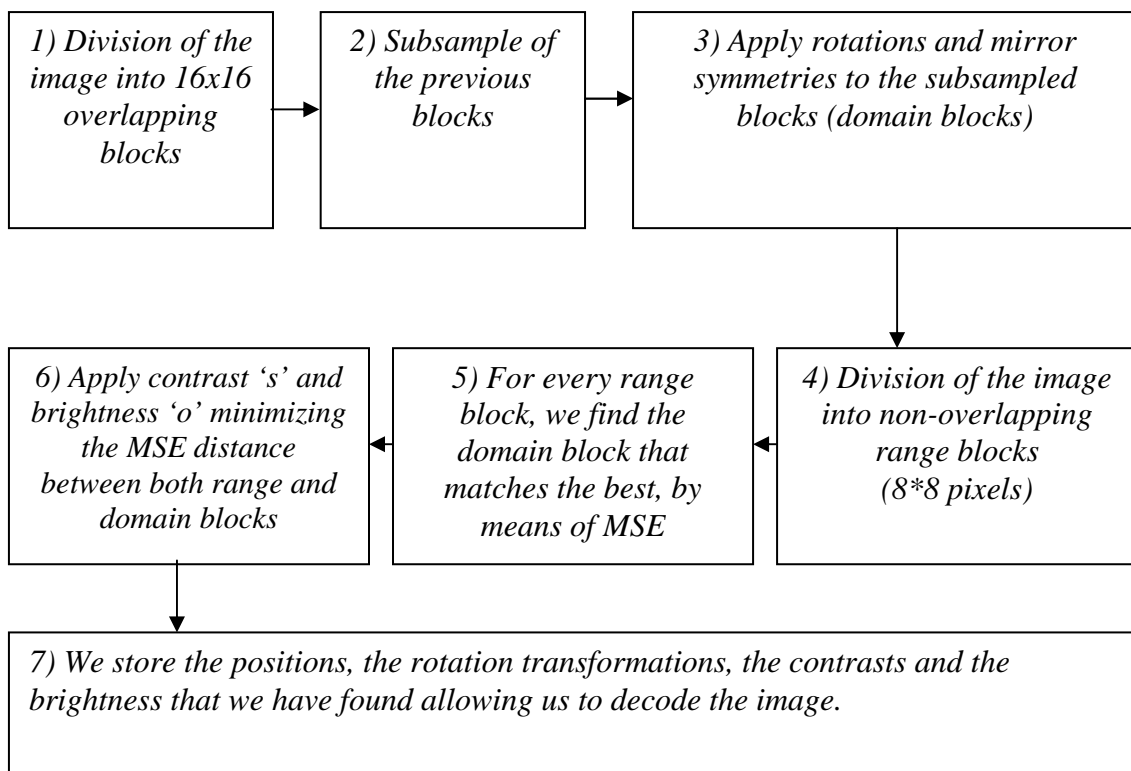 1) Division of the
image into 16x16
overlapping
blocks
2) Subsample of
the previous
blocks
3) Apply rotations and mirror
symmetries to the subsampled
blocks (domain blocks)
4) Division of the image
into non-overlapping
range blocks
(8*8 pixels)
5) For every range
block, we find the
domain block that
matches the best, by
means of MSE
6) Apply contrast ‘s’ and
brightness ‘o’ minimizing
the MSE distance
between both range and
domain blocks
7) We store the positions, the rotation transformations, the contrasts and the
brightness that we have found allowing us to decode the image.